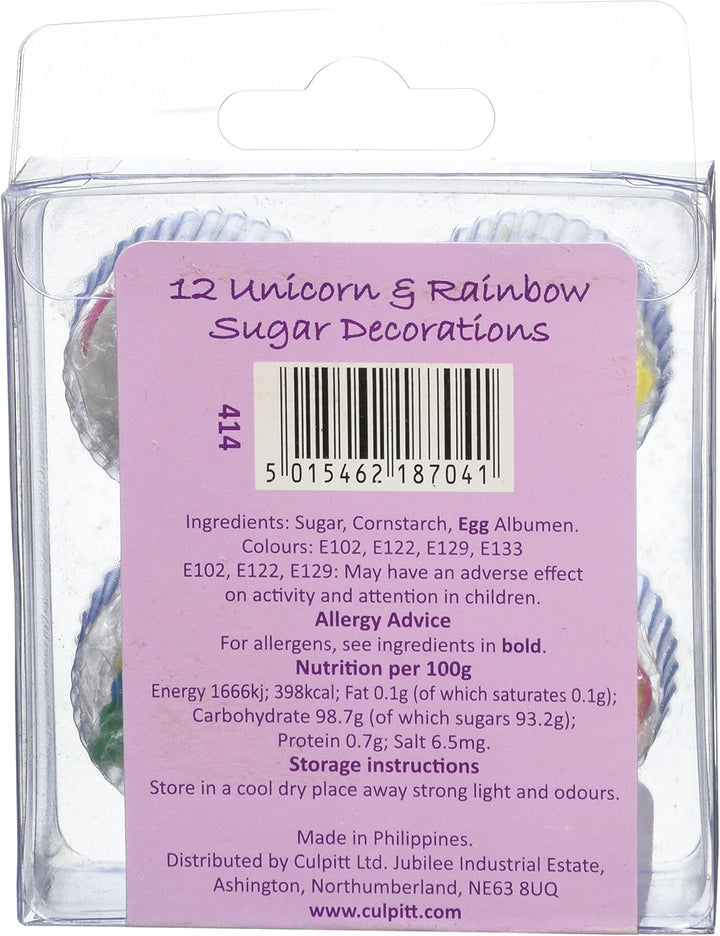 12 Unicorn & Rainbow
Sugar Decorations
414
5 015462 187041
Ingredients: Sugar, Cornstarch, Egg Albumen.
Colours: E102, E122, E129, E133
E102, E122, E129: May have an adverse effect
on activity and attention in children.
Allergy Advice
For allergens, see ingredients in bold.
Nutrition per 100g
Energy 1666kj; 398kcal; Fat 0.1g (of which saturates 0.1g);
Carbohydrate 98.7g (of which sugars 93.2g);
Protein 0.7g; Salt 6.5mg.
Storage instructions
Store in a cool dry place away strong light and odours.
Made in Philippines.
Distributed by Culpitt Ltd. Jubilee Industrial Estate,
Ashington, Northumberland, NE63 8UQ
www.culpitt.com